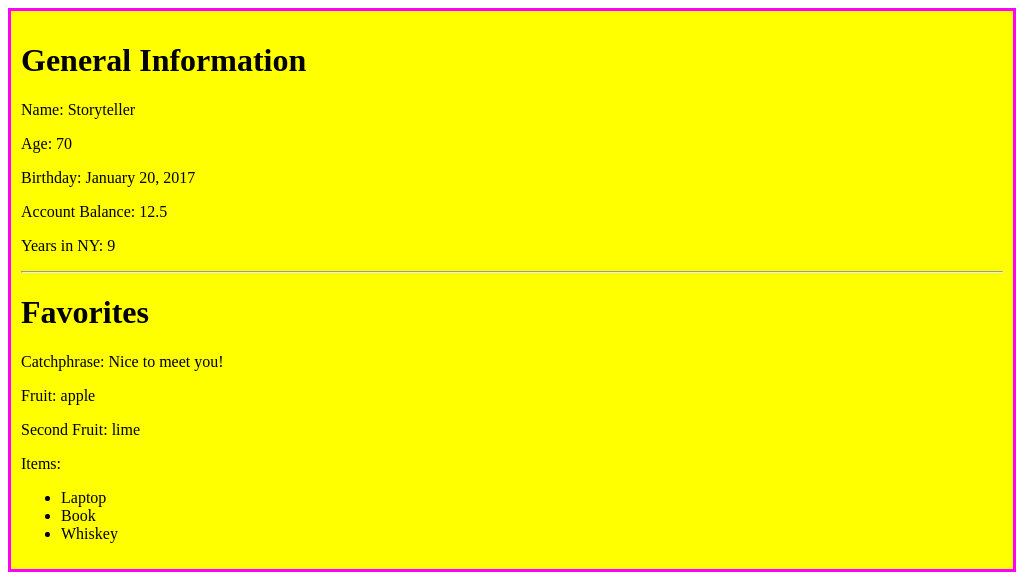 General Information
Name: Storyteller
Age: 70
Birthday: January 20, 2017
Account Balance: 12.5
Years in NY: 9
Favorites
Catchphrase: Nice to meet you!
Fruit: apple
Second Fruit: lime
Items:
Laptop
Book
Whiskey